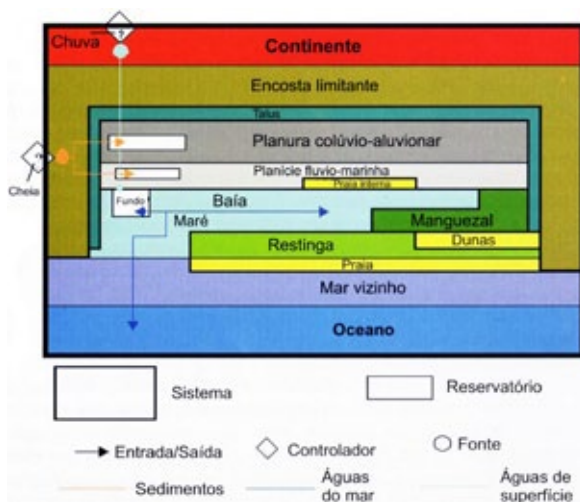 Chuva
?
Continente
Encosta limitante
Talus
Planura colúvio-aluvionar
Planície fluvio-marinha
Praia interna
Cheia
Fundo
Baía
Maré
Manguezal
Restinga
Dunas
Praia
Mar vizinho
Oceano
Sistema
Reservatório
Entrada/Saída
Controlador
Fonte
Sedimentos
Águas
do mar
Águas de
superfície